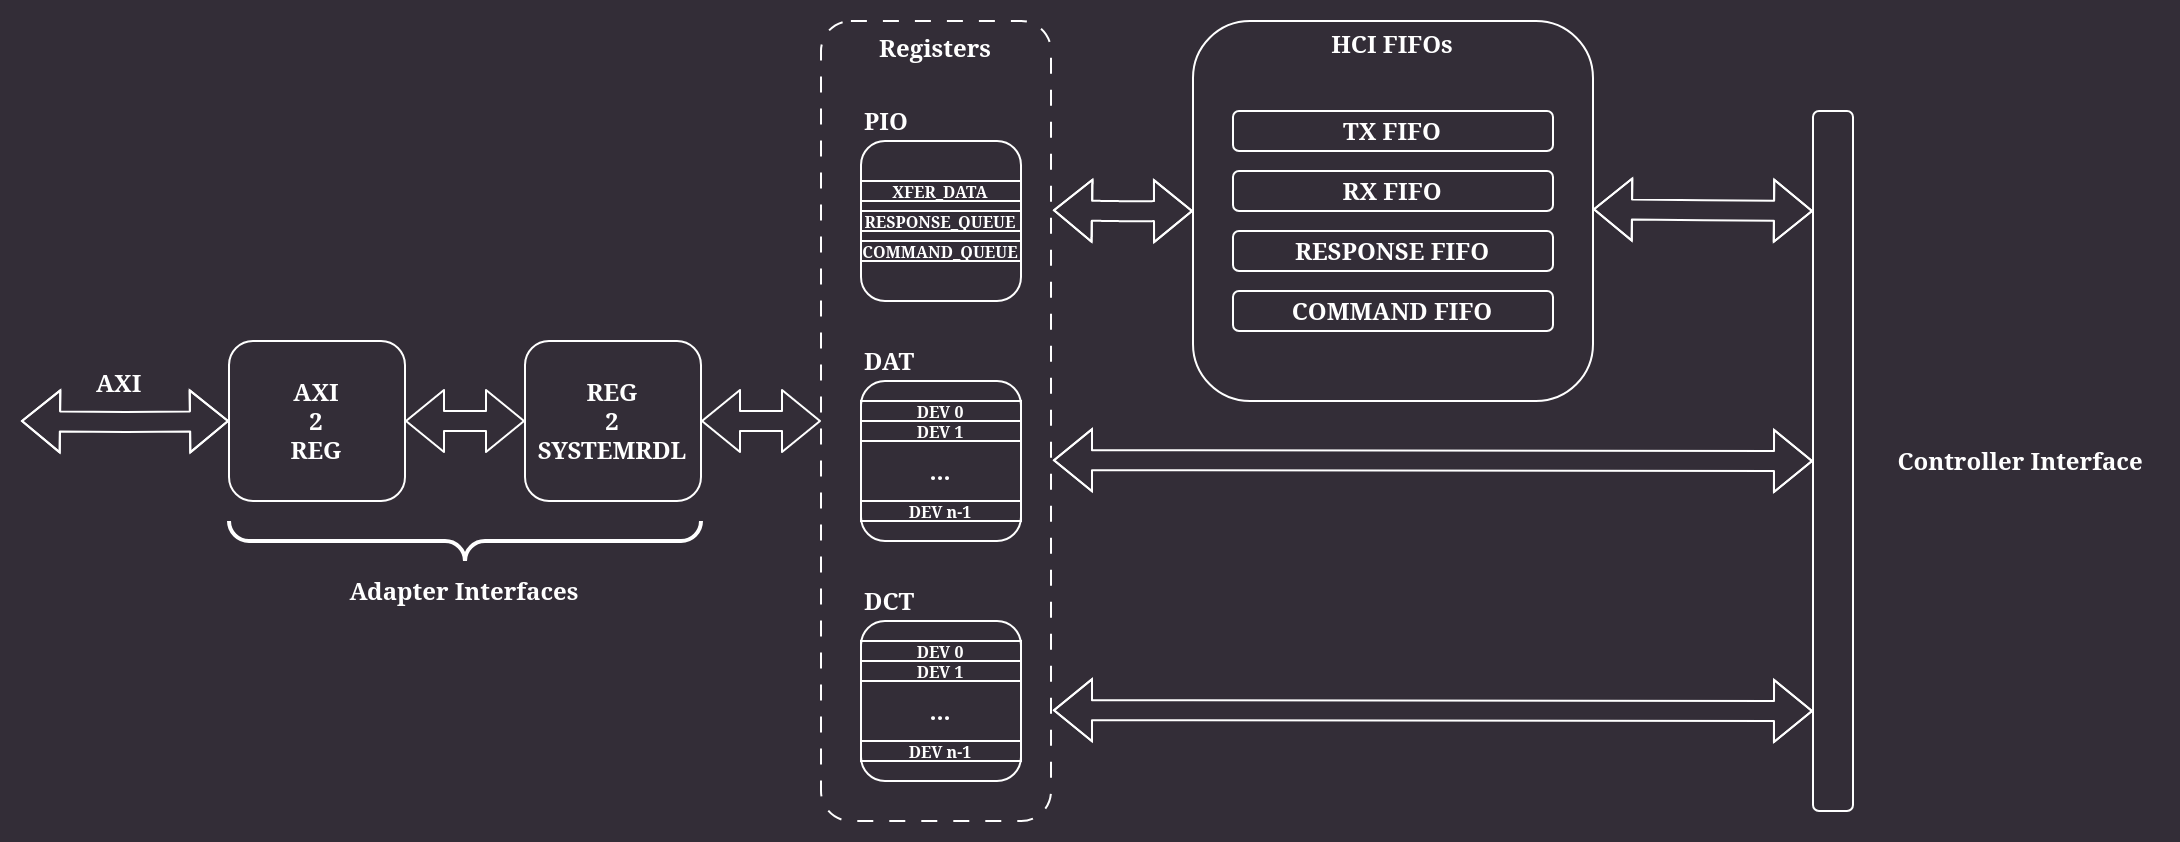 AXI
AXI
2
REG
REG
2
SYSTEMRDL
Adapter Interfaces
Registers
PIO
XFER_DATA
RESPONSE_QUEUE
COMMAND_QUEUE
DAT
DEV 0
DEV 1
...
DEV n-1
DCT
DEV 0
DEV 1
...
DEV n-1
HCI FIFOs
TX FIFO
RX FIFO
RESPONSE FIFO
COMMAND FIFO
Controller Interface